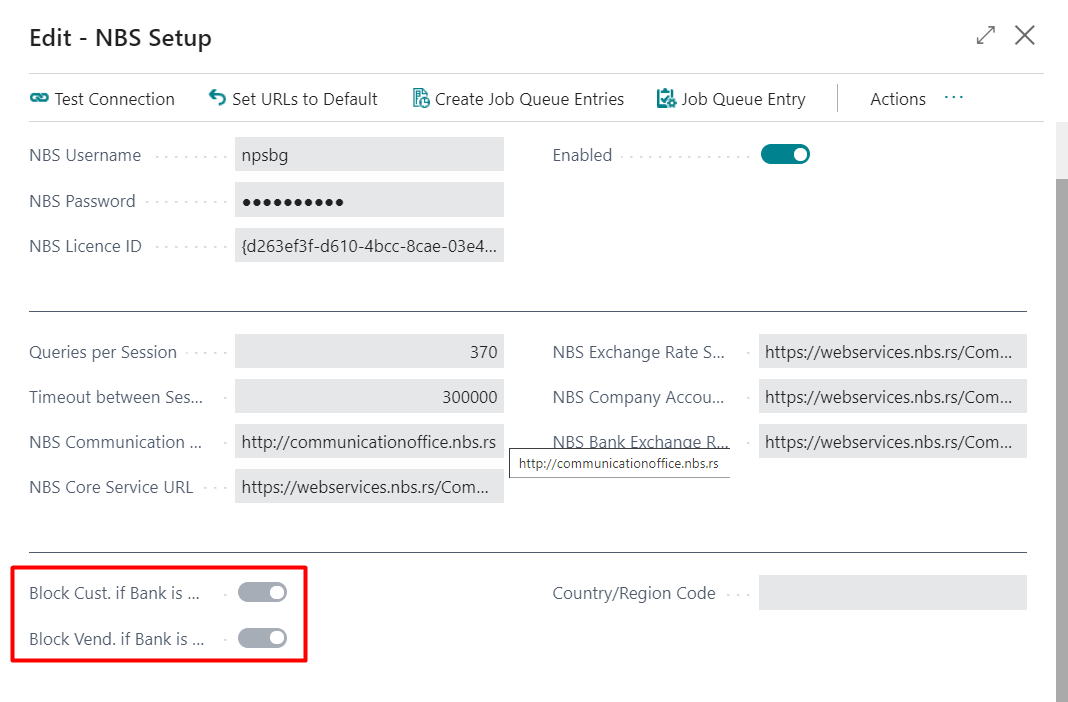 Edit - NBS Setup
Test Connection Set URLs to Default Create Job Queue Entries Job Queue Entry Actions ...
NBS Username npsbg Enabled
NBS Password ●●●●●●●●●●
NBS Licence ID {d263ef3f-d610-4bcc-8cae-03e4...
Queries per Session 370 NBS Exchange Rate S... https://webservices.nbs.rs/Com...
Timeout between Ses... 300000 NBS Company Accou... https://webservices.nbs.rs/Com...
NBS Communication ... http://communicationoffice.nbs.rs NBS Bank Exchange R... https://webservices.nbs.rs/Com...
http://communicationoffice.nbs.rs
NBS Core Service URL https://webservices.nbs.rs/Com...
Block Cust. if Bank is ... Country/Region Code
Block Vend. if Bank is ...